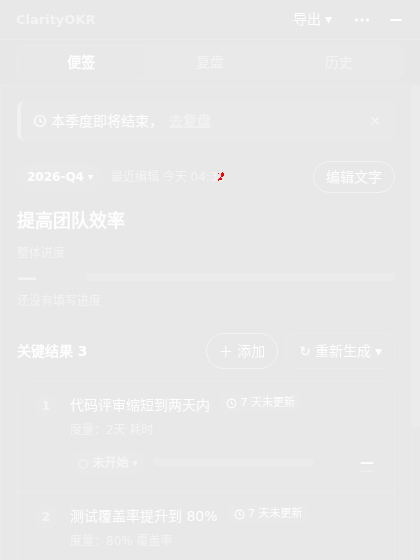 ClarityOKR
导出 ▾ ··· —
便签 复盘 历史
本季度即将结束， 去复盘 ×
2026-Q4 ▾ 最近编辑 今天 04: 编辑文字
提高团队效率
整体进度
—
还没有填写进度
关键结果 3 ＋ 添加 ↻ 重新生成 ▾
1 代码评审缩短到两天内 7 天未更新
度量：2天 耗时
未开始 ▾ —
2 测试覆盖率提升到 80% 7 天未更新
度量：80% 覆盖率